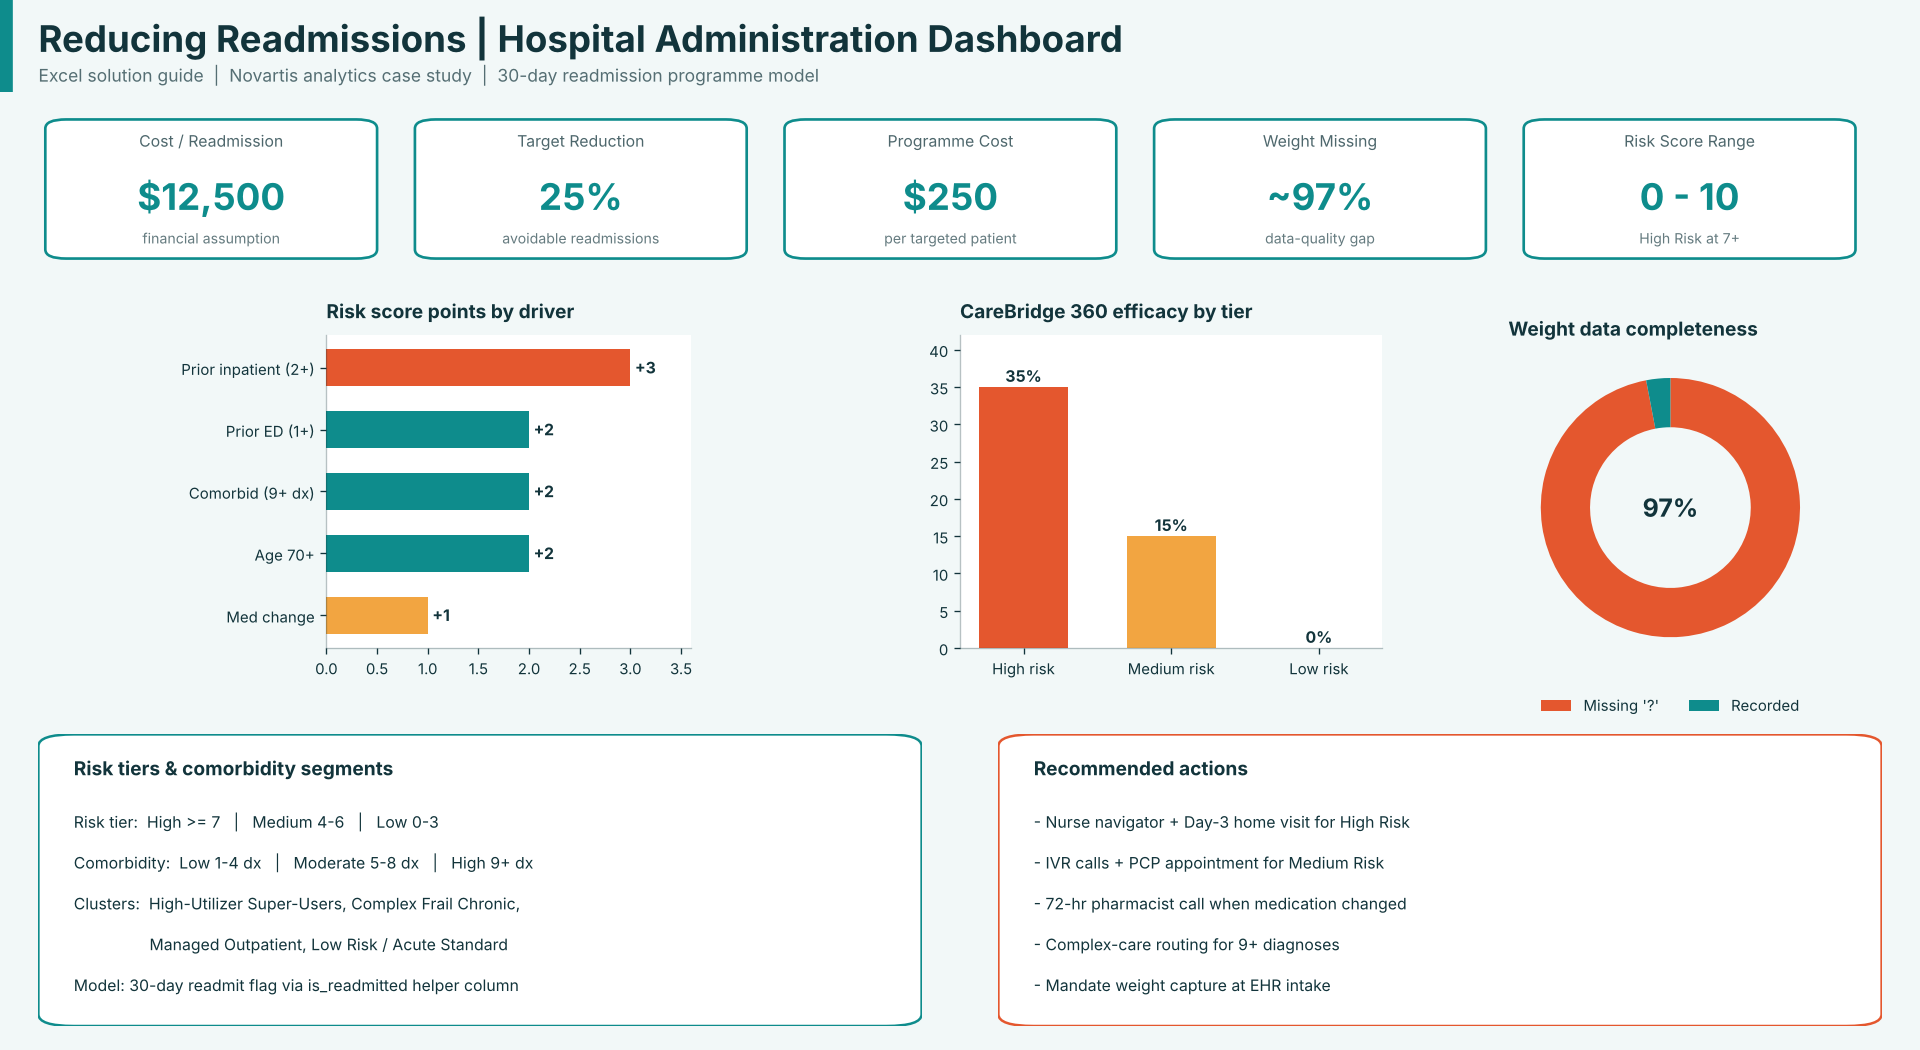 Reducing Readmissions | Hospital Administration Dashboard
Excel solution guide | Novartis analytics case study | 30-day readmission programme model
Cost / Readmission
$12,500
financial assumption
Target Reduction
25%
avoidable readmissions
Programme Cost
$250
per targeted patient
Weight Missing
~97%
data-quality gap
Risk Score Range
0 - 10
High Risk at 7+
Risk score points by driver
Prior inpatient (2+)
+3
Prior ED (1+)
+2
Comorbid (9+ dx)
+2
Age 70+
+2
Med change
+1
0.0 0.5 1.0 1.5 2.0 2.5 3.0 3.5
CareBridge 360 efficacy by tier
40
35
30
25
20
15
10
5
0
35%
15%
0%
High risk Medium risk Low risk
Weight data completeness
97%
Missing '?' Recorded
Risk tiers & comorbidity segments
Risk tier: High >= 7 | Medium 4-6 | Low 0-3
Comorbidity: Low 1-4 dx | Moderate 5-8 dx | High 9+ dx
Clusters: High-Utilizer Super-Users, Complex Frail Chronic,
Managed Outpatient, Low Risk / Acute Standard
Model: 30-day readmit flag via is_readmitted helper column
Recommended actions
- Nurse navigator + Day-3 home visit for High Risk
- IVR calls + PCP appointment for Medium Risk
- 72-hr pharmacist call when medication changed
- Complex-care routing for 9+ diagnoses
- Mandate weight capture at EHR intake